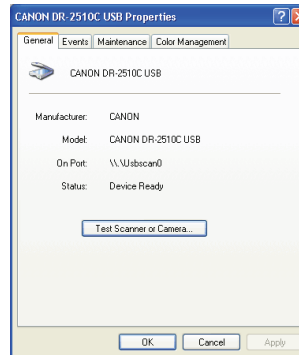 CANON DR-2510C USB Properties
General Events Maintenance Color Management
CANON DR-2510C USB
Manufacturer: CANON
Model: CANON DR-2510C USB
On Port: \\.\Usbscan0
Status: Device Ready
Test Scanner or Camera...
OK Cancel Apply